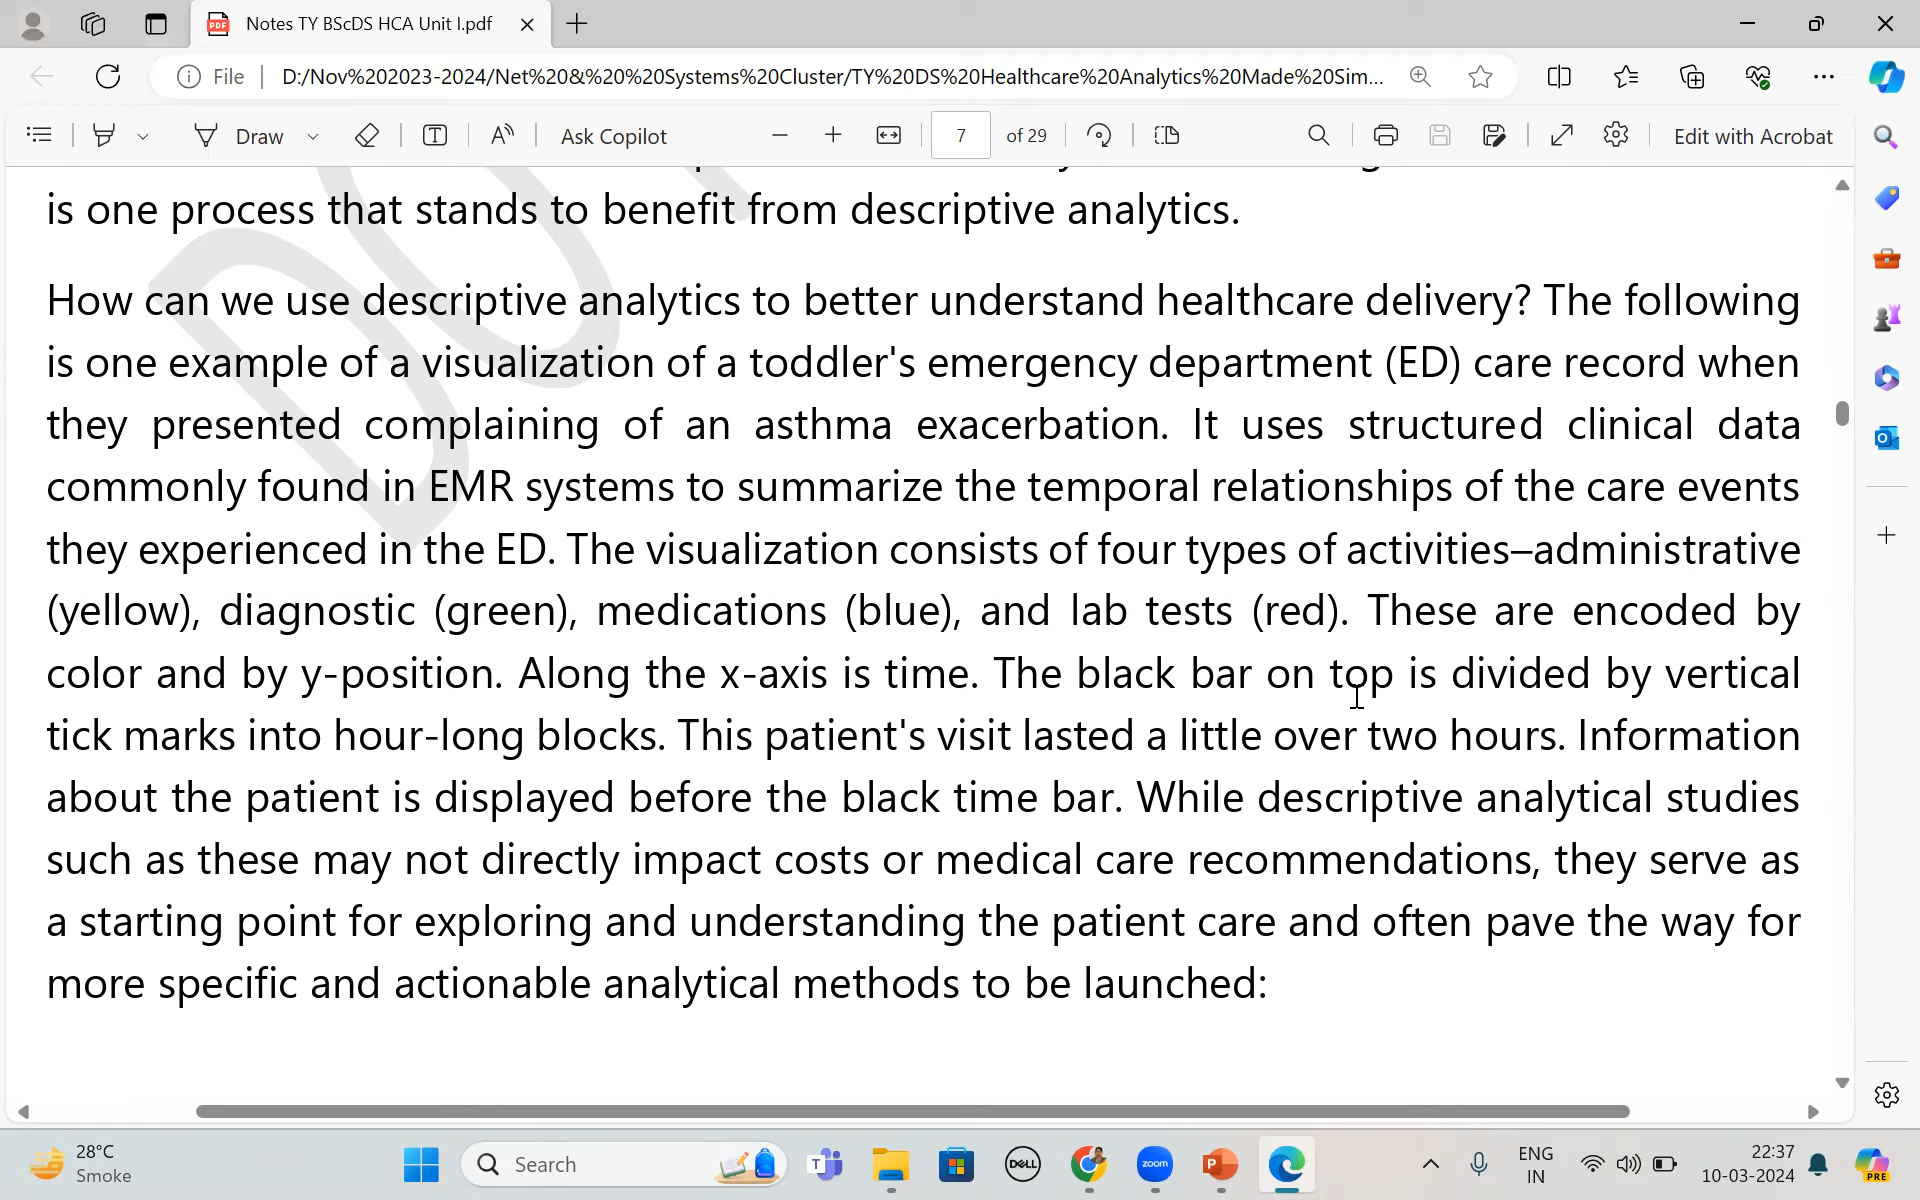 Notes TY BScDS HCA Unit I.pdf
File
D:/Nov%202023-2024/Net%20&%20%20Systems%20Cluster/TY%20DS%20Healthcare%20Analytics%20Made%20Sim...
Draw
Ask Copilot
7 of 29
Edit with Acrobat
is one process that stands to benefit from descriptive analytics.
How can we use descriptive analytics to better understand healthcare delivery? The following
is one example of a visualization of a toddler's emergency department (ED) care record when
they presented complaining of an asthma exacerbation. It uses structured clinical data
commonly found in EMR systems to summarize the temporal relationships of the care events
they experienced in the ED. The visualization consists of four types of activities–administrative
(yellow), diagnostic (green), medications (blue), and lab tests (red). These are encoded by
color and by y-position. Along the x-axis is time. The black bar on top is divided by vertical
tick marks into hour-long blocks. This patient's visit lasted a little over two hours. Information
about the patient is displayed before the black time bar. While descriptive analytical studies
such as these may not directly impact costs or medical care recommendations, they serve as
a starting point for exploring and understanding the patient care and often pave the way for
more specific and actionable analytical methods to be launched:
28°C
Smoke
Search
DELL
zoom
ENG
IN
22:37
10-03-2024
PRE